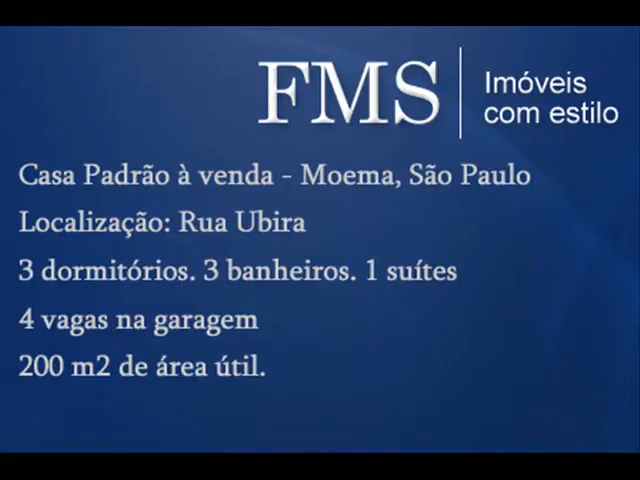 FMS
Imóveis
com estilo
Casa Padrão à venda - Moema, São Paulo
Localização: Rua Ubira
3 dormitórios. 3 banheiros. 1 suítes
4 vagas na garagem
200 m2 de área útil.